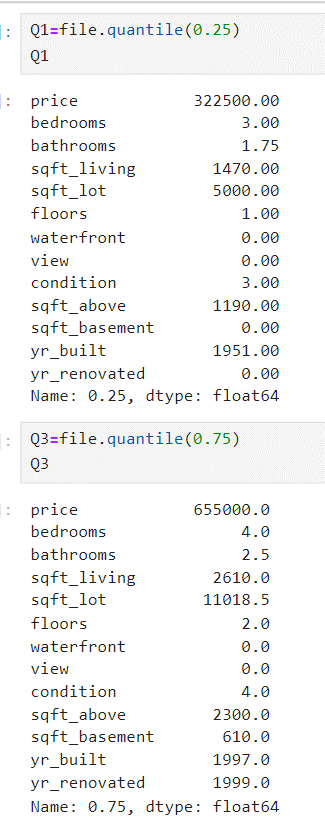 ]: Q1=file.quantile(0.25)
Q1
]: price 322500.00
bedrooms 3.00
bathrooms 1.75
sqft_living 1470.00
sqft_lot 5000.00
floors 1.00
waterfront 0.00
view 0.00
condition 3.00
sqft_above 1190.00
sqft_basement 0.00
yr_built 1951.00
yr_renovated 0.00
Name: 0.25, dtype: float64
]: Q3=file.quantile(0.75)
Q3
]: price 655000.0
bedrooms 4.0
bathrooms 2.5
sqft_living 2610.0
sqft_lot 11018.5
floors 2.0
waterfront 0.0
view 0.0
condition 4.0
sqft_above 2300.0
sqft_basement 610.0
yr_built 1997.0
yr_renovated 1999.0
Name: 0.75, dtype: float64